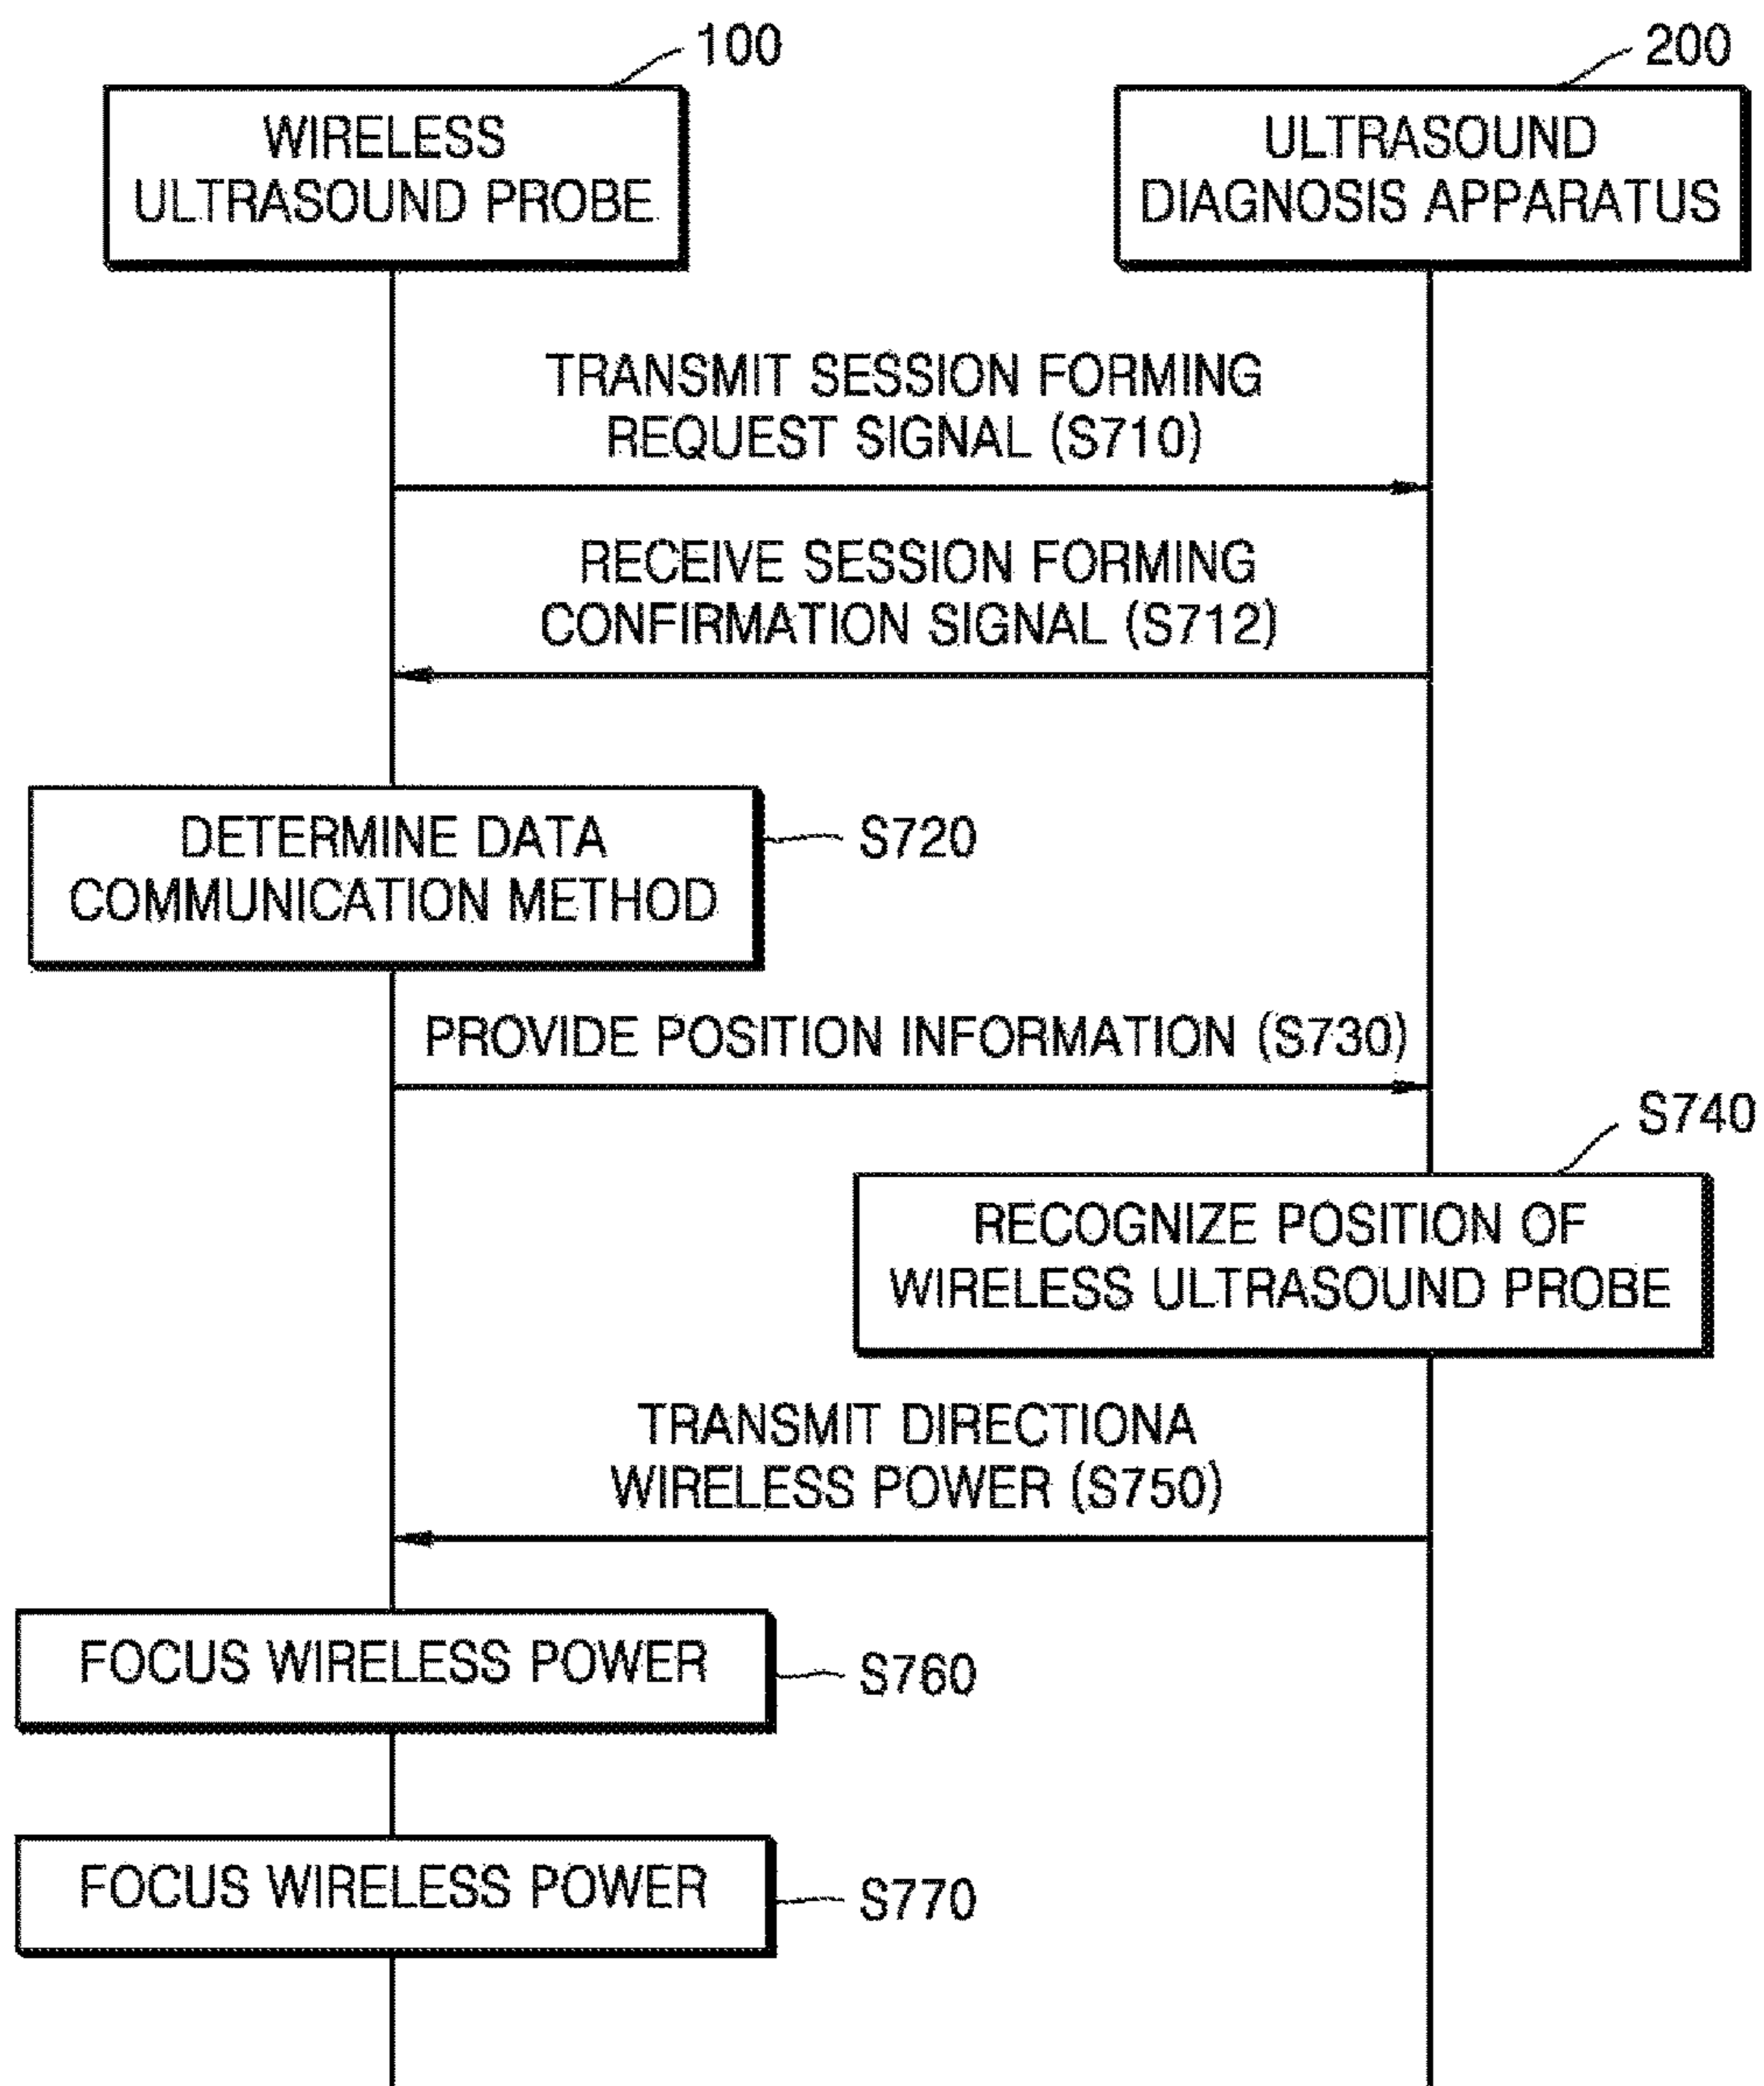 100
200
WIRELESS
ULTRASOUND PROBE
ULTRASOUND
DIAGNOSIS APPARATUS
TRANSMIT SESSION FORMING
REQUEST SIGNAL (S710)
RECEIVE SESSION FORMING
CONFIRMATION SIGNAL (S712)
DETERMINE DATA
COMMUNICATION METHOD
S720
PROVIDE POSITION INFORMATION (S730)
S740
RECOGNIZE POSITION OF
WIRELESS ULTRASOUND PROBE
TRANSMIT DIRECTIONA
WIRELESS POWER (S750)
FOCUS WIRELESS POWER
S760
FOCUS WIRELESS POWER
S770